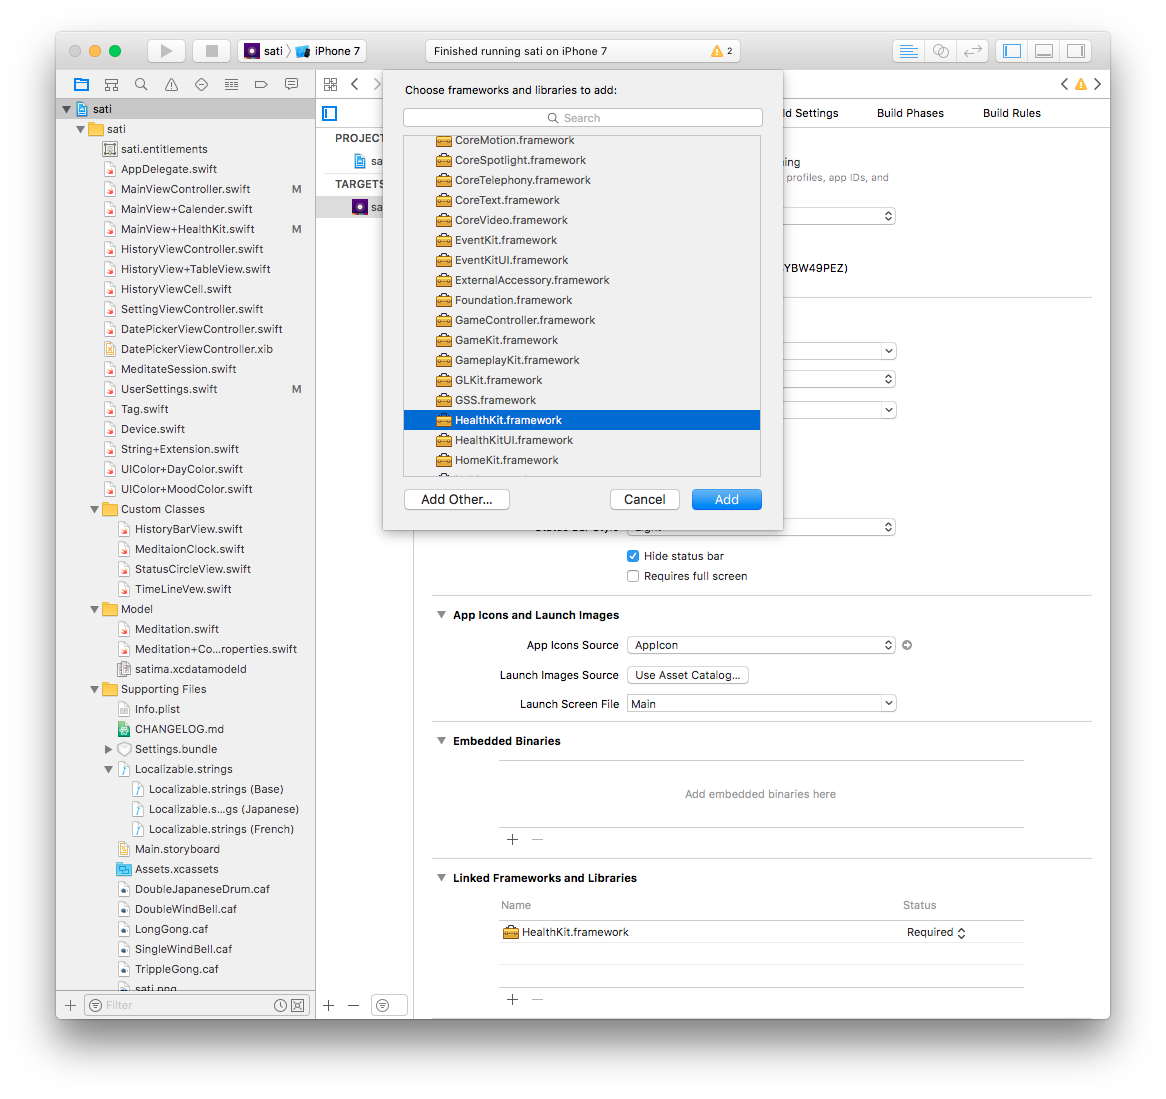 sati
iPhone 7
Finished running sati on iPhone 7
2
sati
sati
sati.entitlements
AppDelegate.swift
MainViewController.swift M
MainView+Calender.swift
MainView+HealthKit.swift M
HistoryViewController.swift
HistoryView+TableView.swift
HistoryViewCell.swift
SettingViewController.swift
DatePickerViewController.swift
DatePickerViewController.xib
MeditateSession.swift
UserSettings.swift M
Tag.swift
Device.swift
String+Extension.swift
UIColor+DayColor.swift
UIColor+MoodColor.swift
Custom Classes
HistoryBarView.swift
MeditaionClock.swift
StatusCircleView.swift
TimeLineVew.swift
Model
Meditation.swift
Meditation+Co...roperties.swift
satima.xcdatamodeld
Supporting Files
Info.plist
CHANGELOG.md
Settings.bundle
Localizable.strings
Localizable.strings (Base)
Localizable.s...gs (Japanese)
Localizable.strings (French)
Main.storyboard
Assets.xcassets
DoubleJapaneseDrum.caf
DoubleWindBell.caf
LongGong.caf
SingleWindBell.caf
TrippleGong.caf
sati.png
Filter
PROJECT
sa
TARGETS
sa
Choose frameworks and libraries to add:
Search
CoreMotion.framework
CoreSpotlight.framework
CoreTelephony.framework
CoreText.framework
CoreVideo.framework
EventKit.framework
EventKitUI.framework
ExternalAccessory.framework
Foundation.framework
GameController.framework
GameKit.framework
GameplayKit.framework
GLKit.framework
GSS.framework
HealthKit.framework
HealthKitUI.framework
HomeKit.framework
Add Other...
Cancel
Add
ld Settings
Build Phases
Build Rules
ning
profiles, app IDs, and
YBW49PEZ)
Status Bar Style Light
Hide status bar
Requires full screen
App Icons and Launch Images
App Icons Source AppIcon
Launch Images Source Use Asset Catalog...
Launch Screen File Main
Embedded Binaries
Add embedded binaries here
Linked Frameworks and Libraries
Name Status
HealthKit.framework Required